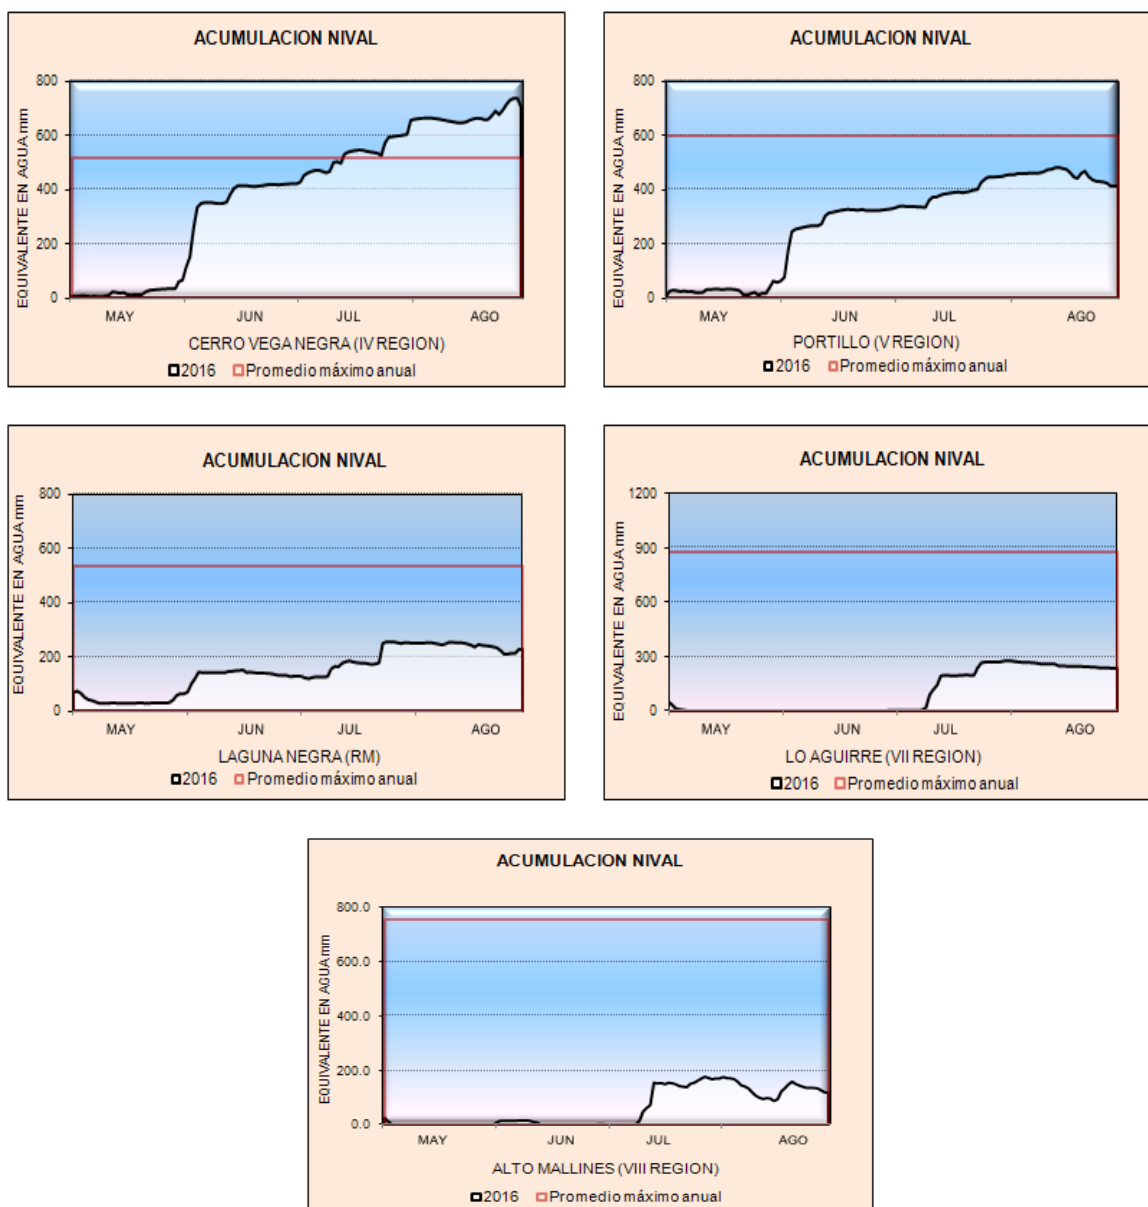 ACUMULACION NIVAL
EQUIVALENTE EN AGUA mm
800
600
400
200
0
MAY JUN JUL AGO
CERRO VEGA NEGRA (IV REGION)
2016 Promedio máximo anual
ACUMULACION NIVAL
EQUIVALENTE EN AGUA mm
800
600
400
200
0
MAY JUN JUL AGO
PORTILLO (V REGION)
2016 Promedio máximo anual
ACUMULACION NIVAL
EQUIVALENTE EN AGUA mm
800
600
400
200
0
MAY JUN JUL AGO
LAGUNA NEGRA (RM)
2016 Promedio máximo anual
ACUMULACION NIVAL
EQUIVALENTE EN AGUA mm
1200
900
600
300
0
MAY JUN JUL AGO
LO AGUIRRE (VII REGION)
2016 Promedio máximo anual
ACUMULACION NIVAL
EQUIVALENTE EN AGUA mm
800.0
600.0
400.0
200.0
0.0
MAY JUN JUL AGO
ALTO MALLINES (VIII REGION)
2016 Promedio máximo anual